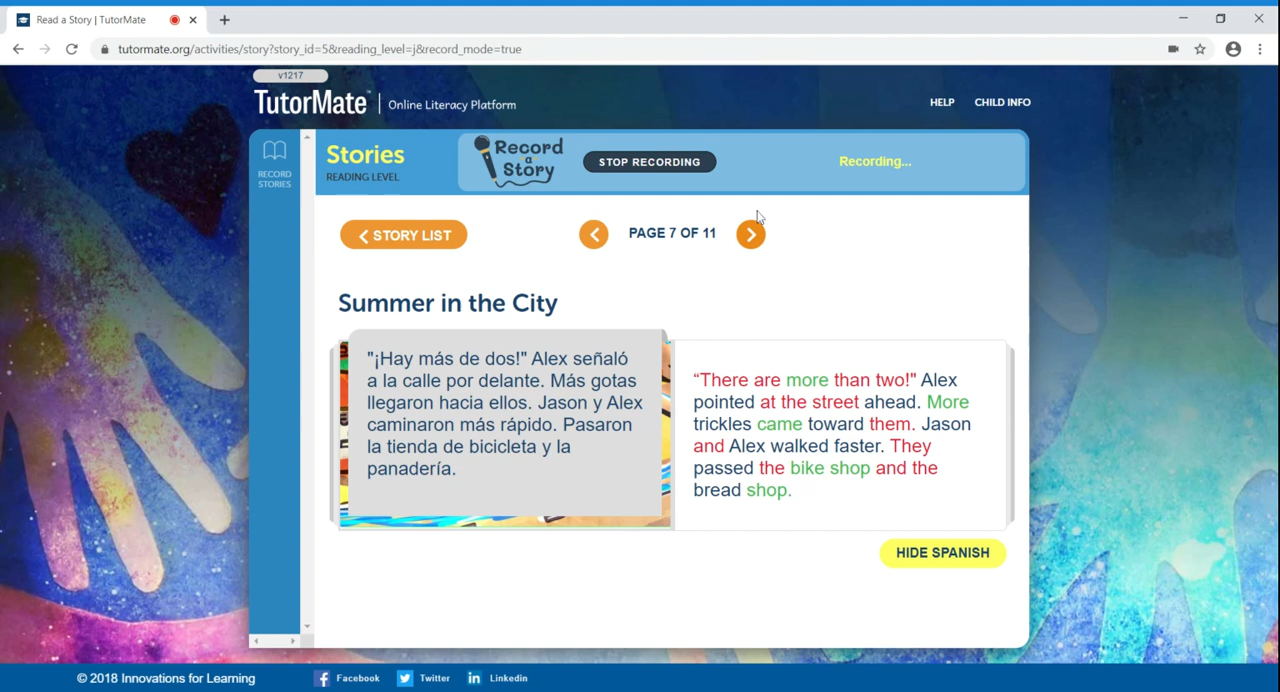 Read a Story | TutorMate
tutormate.org/activities/story?story_id=5&reading_level=j&record_mode=true
v1217
TutorMate™ | Online Literacy Platform
HELP CHILD INFO
RECORD
STORIES
Stories
READING LEVEL
Record
a
Story
STOP RECORDING
Recording...
STORY LIST
PAGE 7 OF 11
Summer in the City
"¡Hay más de dos!" Alex señaló
a la calle por delante. Más gotas
llegaron hacia ellos. Jason y Alex
caminaron más rápido. Pasaron
la tienda de bicicleta y la
panadería.
“There are more than two!" Alex
pointed at the street ahead. More
trickles came toward them. Jason
and Alex walked faster. They
passed the bike shop and the
bread shop.
HIDE SPANISH
© 2018 Innovations for Learning
Facebook
Twitter
Linkedin